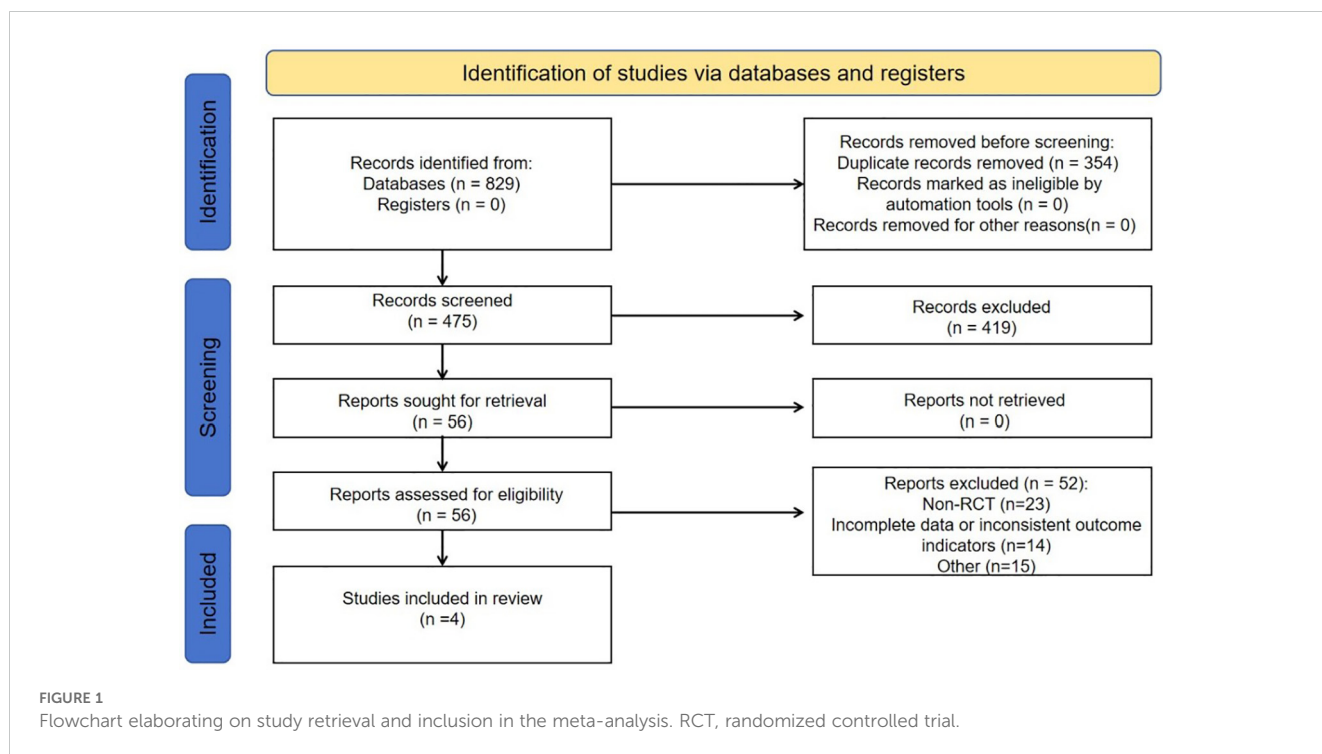 Identification of studies via databases and registers
Identification
Records identified from:
Databases (n = 829)
Registers (n = 0)
Records removed before screening:
Duplicate records removed (n = 354)
Records marked as ineligible by
automation tools (n = 0)
Records removed for other reasons(n = 0)
Screening
Records screened
(n = 475)
Records excluded
(n = 419)
Reports sought for retrieval
(n = 56)
Reports not retrieved
(n = 0)
Reports assessed for eligibility
(n = 56)
Reports excluded (n = 52):
Non-RCT (n=23)
Incomplete data or inconsistent outcome
indicators (n=14)
Other (n=15)
Included
Studies included in review
(n =4)
FIGURE 1
Flowchart elaborating on study retrieval and inclusion in the meta-analysis. RCT, randomized controlled trial.